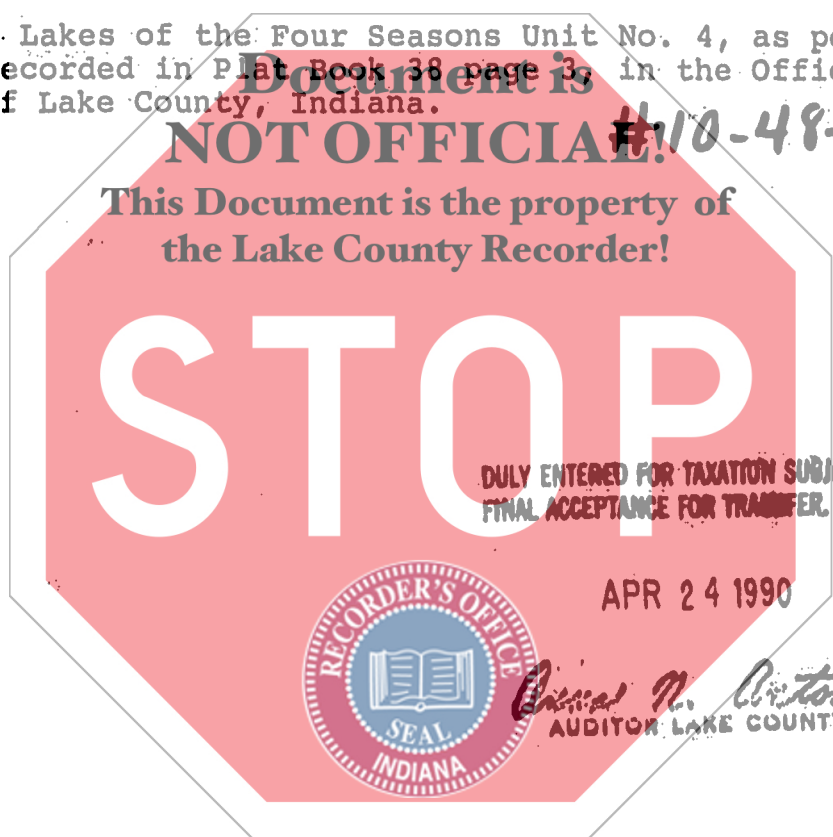 Lakes of the Four Seasons Unit No. 4, as pe
ecorded in Plat Book 38 page 3, in the Offic
f Lake County, Indiana.
Document is
NOT OFFICIAL!
#10-48-
This Document is the property of
the Lake County Recorder!
STOP
DULY ENTERED FOR TAXATION SUBJ
FINAL ACCEPTANCE FOR TRANSFER.
APR 24 1990
AUDITOR LAKE COUNT
RECORDER'S OFFICE
SEAL
INDIANA